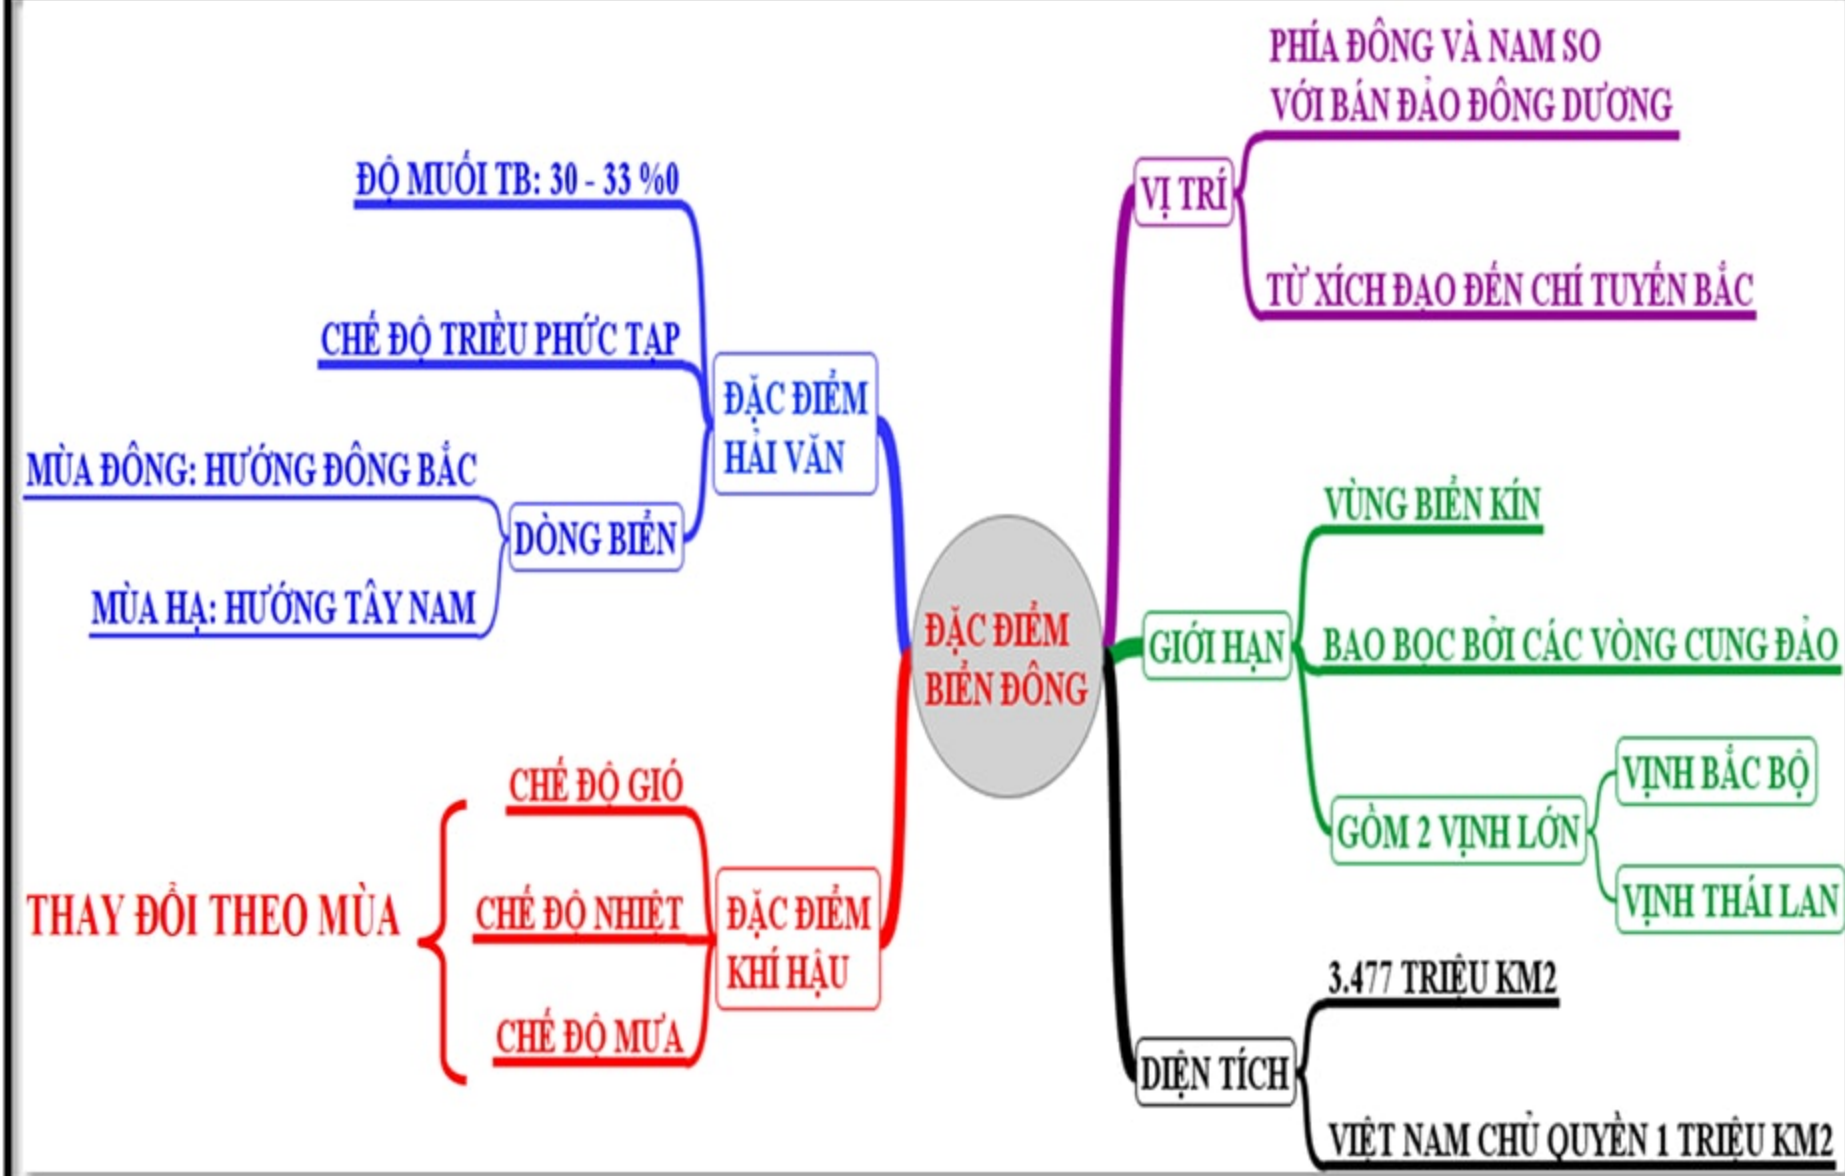 ĐẶC ĐIỂM
BIỂN ĐÔNG
VỊ TRÍ
PHÍA ĐÔNG VÀ NAM SO
VỚI BÁN ĐẢO ĐÔNG DƯƠNG
TỪ XÍCH ĐẠO ĐẾN CHÍ TUYẾN BẮC
GIỚI HẠN
VÙNG BIỂN KÍN
BAO BỌC BỞI CÁC VÒNG CUNG ĐẢO
GỒM 2 VỊNH LỚN
VỊNH BẮC BỘ
VỊNH THÁI LAN
DIỆN TÍCH
3.477 TRIỆU KM2
VIỆT NAM CHỦ QUYỀN 1 TRIỆU KM2
ĐẶC ĐIỂM
HẢI VĂN
ĐỘ MUỐI TB: 30 - 33 %0
CHẾ ĐỘ TRIỀU PHỨC TẠP
DÒNG BIỂN
MÙA ĐÔNG: HƯỚNG ĐÔNG BẮC
MÙA HẠ: HƯỚNG TÂY NAM
ĐẶC ĐIỂM
KHÍ HẬU
CHẾ ĐỘ GIÓ
CHẾ ĐỘ NHIỆT
CHẾ ĐỘ MƯA
THAY ĐỔI THEO MÙA